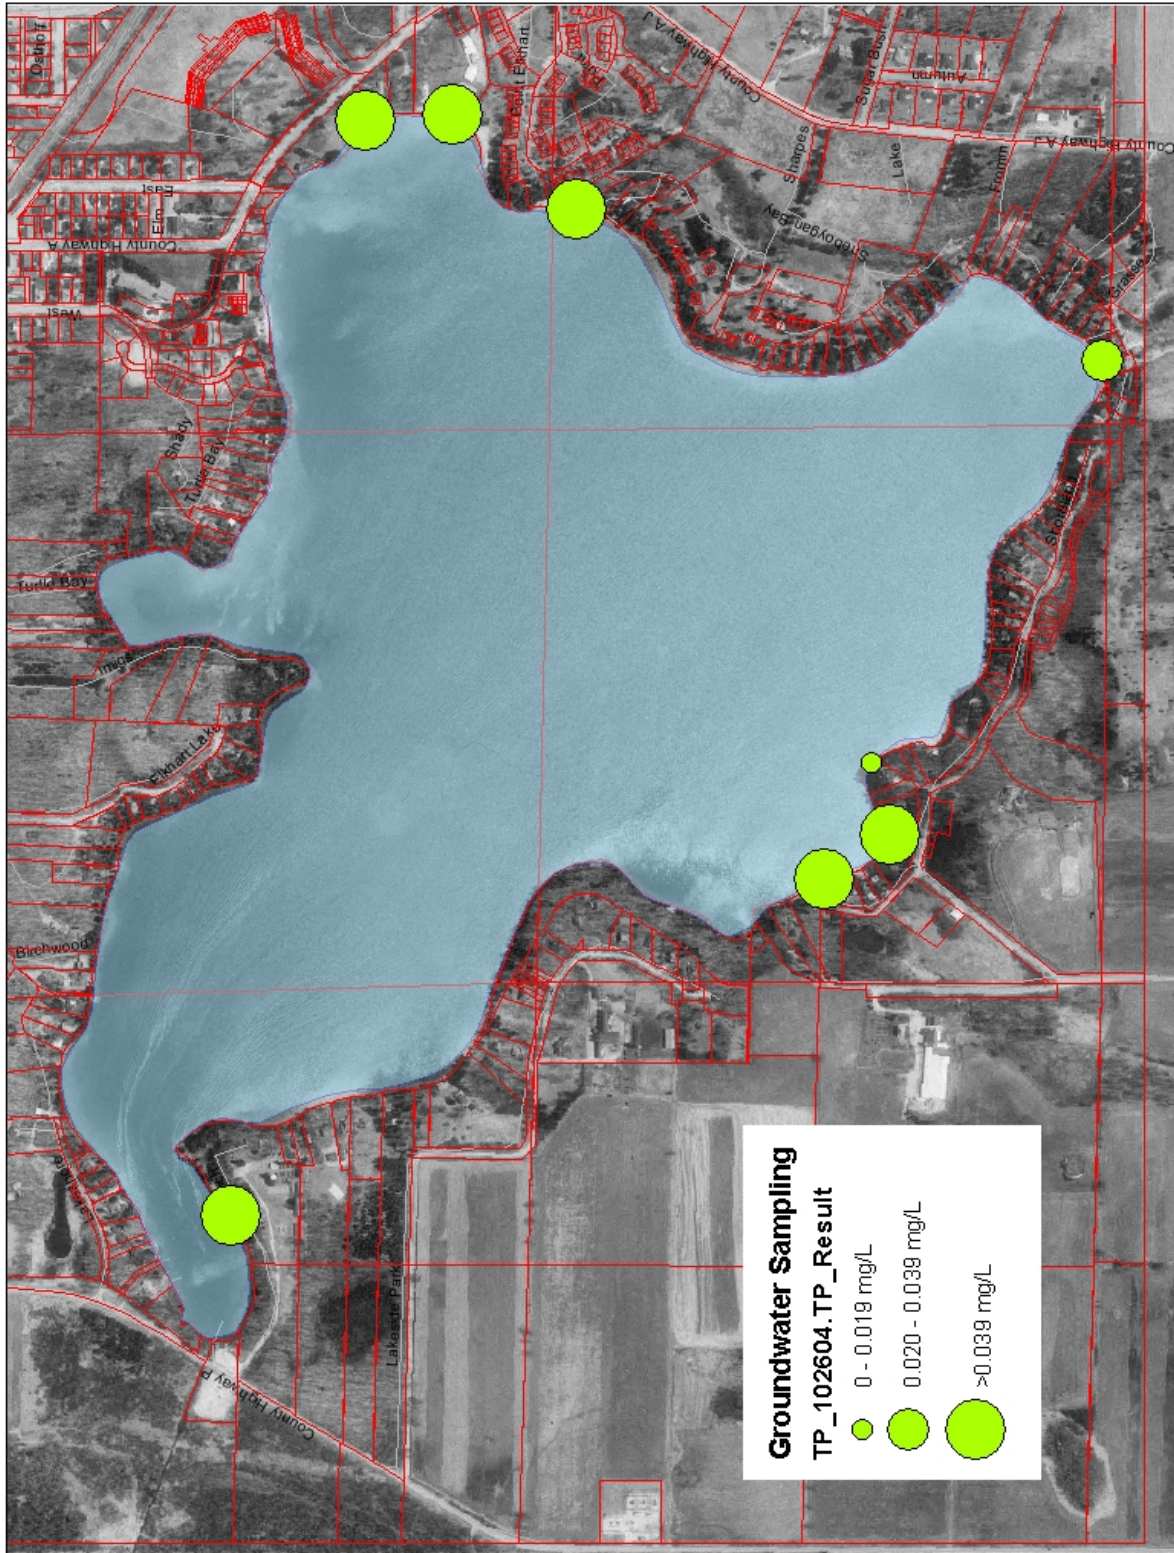 Osthoff
East
Elm
County Highway A
West
Shady
Turtle Bay
Turtle Bay
Elkhart Lake
Birchwood
County Highway P
Lakeside Park
Point Elkhart
County Highway A J
Sugar Bush
Autumn
Sharpes
Lake
Fromm
County Highway A J
Sheboygan Bay
Grasse
Groundwater Sampling
TP_102604.TP_Result
0 - 0.019 mg/L
0.020 - 0.039 mg/L
>0.039 mg/L